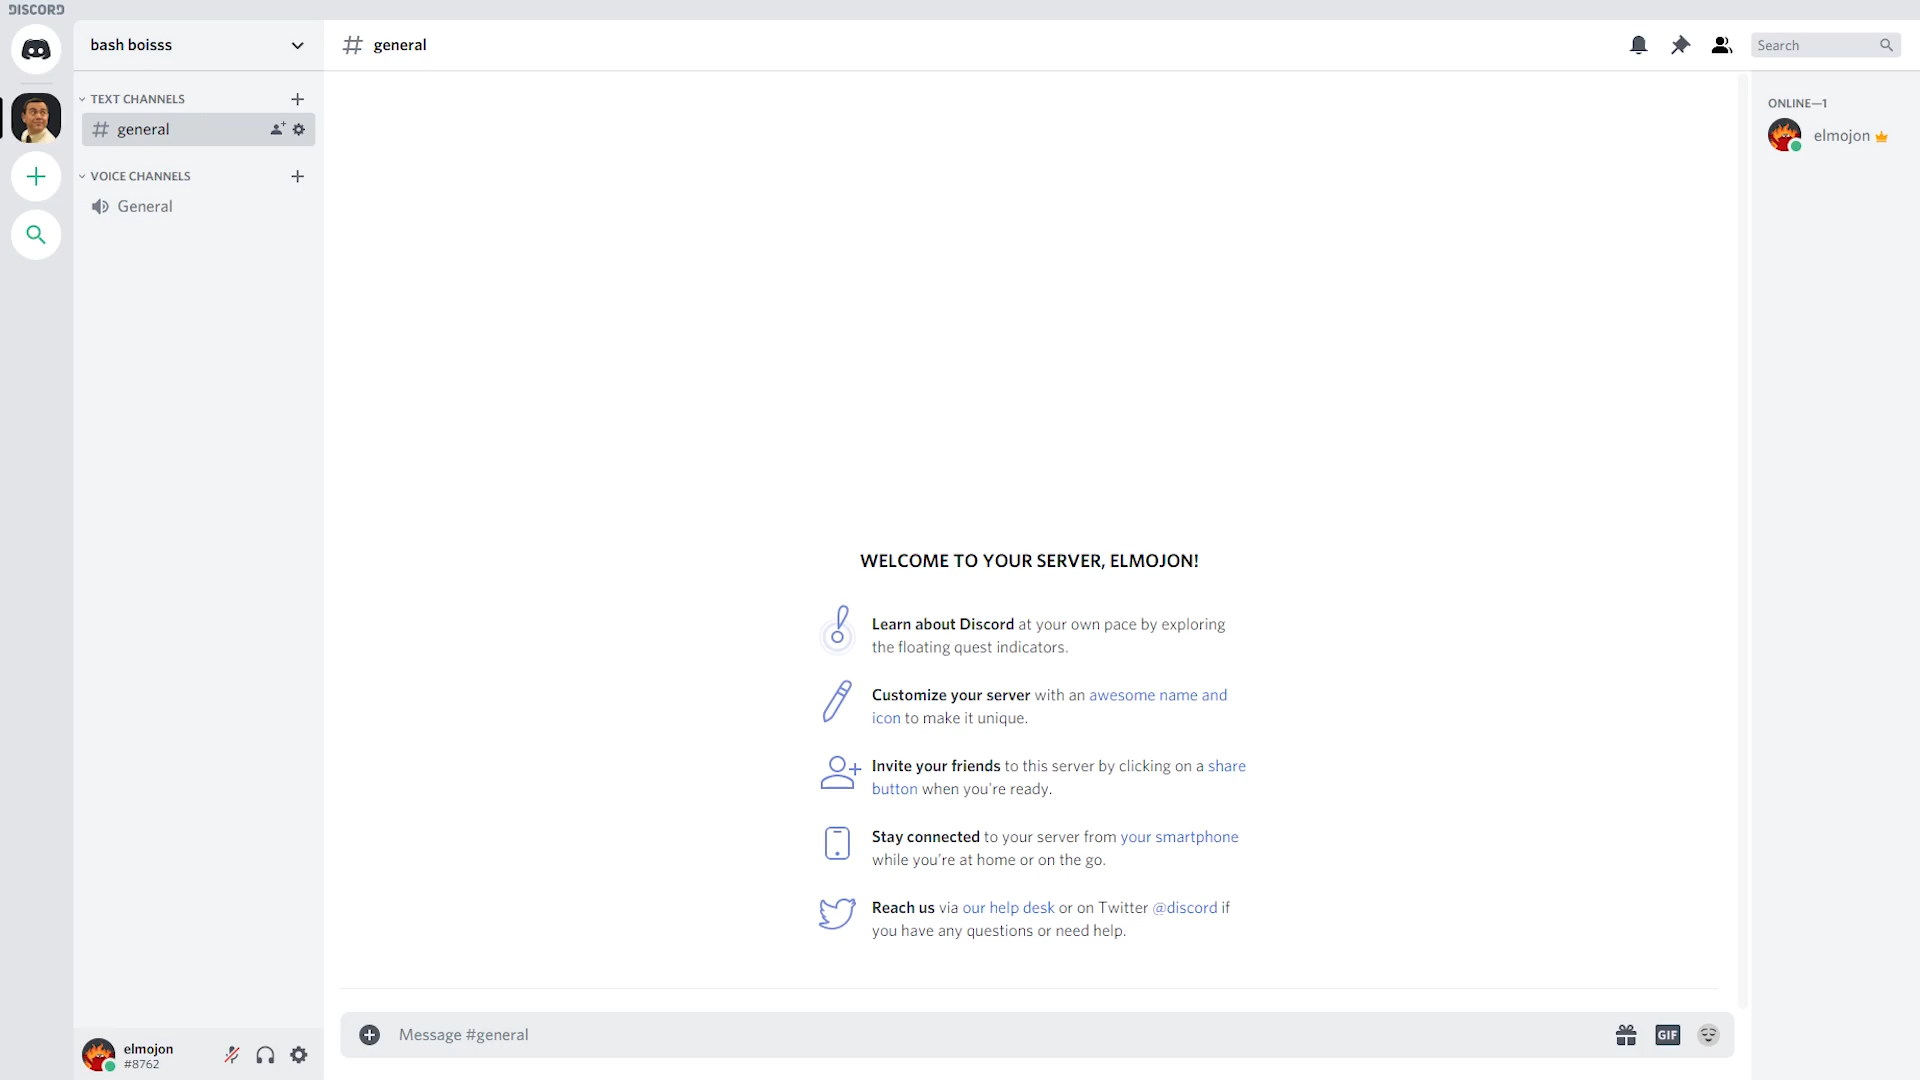 DISCORD
bash boisss
general
Search
TEXT CHANNELS
general
VOICE CHANNELS
General
ONLINE—1
elmojon
WELCOME TO YOUR SERVER, ELMOJON!
Learn about Discord at your own pace by exploring
the floating quest indicators.
Customize your server with an awesome name and
icon to make it unique.
Invite your friends to this server by clicking on a share
button when you're ready.
Stay connected to your server from your smartphone
while you're at home or on the go.
Reach us via our help desk or on Twitter @discord if
you have any questions or need help.
Message #general
GIF
elmojon
#8762